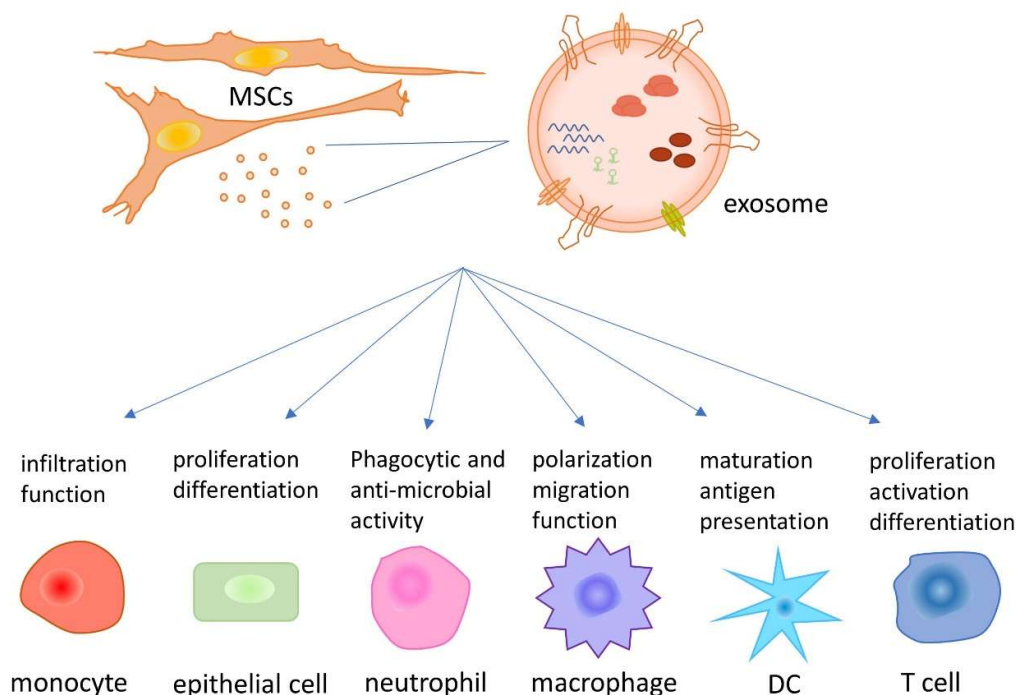 MSCs
exosome
infiltration
function
proliferation
differentiation
Phagocytic and
anti-microbial
activity
polarization
migration
function
maturation
antigen
presentation
proliferation
activation
differentiation
monocyte
epithelial cell
neutrophil
macrophage
DC
T cell